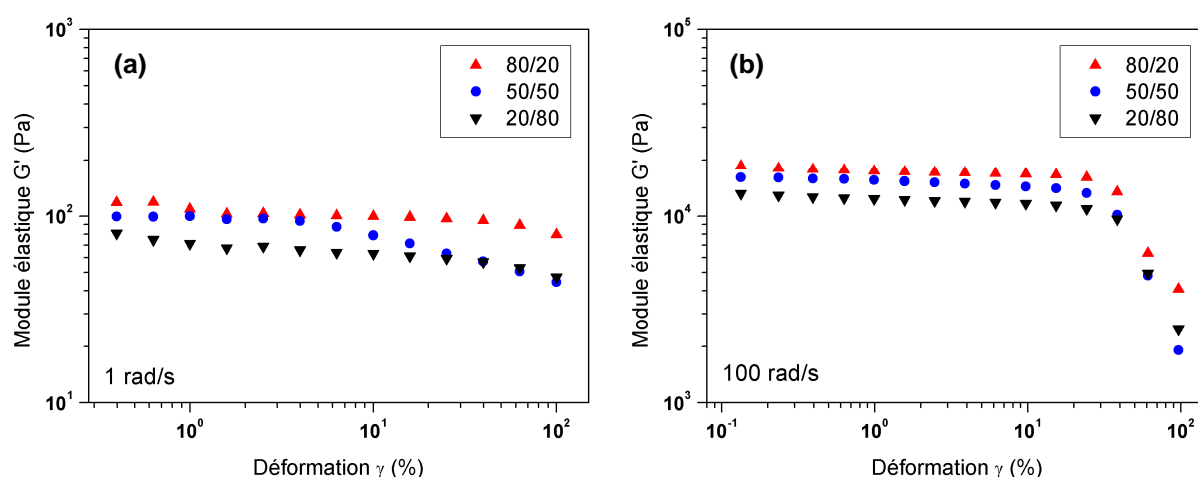 (a)
80/20
50/50
20/80
10³
10²
10¹
Module élastique G' (Pa)
1 rad/s
10⁰
10¹
10²
Déformation γ (%)
(b)
80/20
50/50
20/80
10⁵
10⁴
10³
Module élastique G' (Pa)
100 rad/s
10⁻¹
10⁰
10¹
10²
Déformation γ (%)